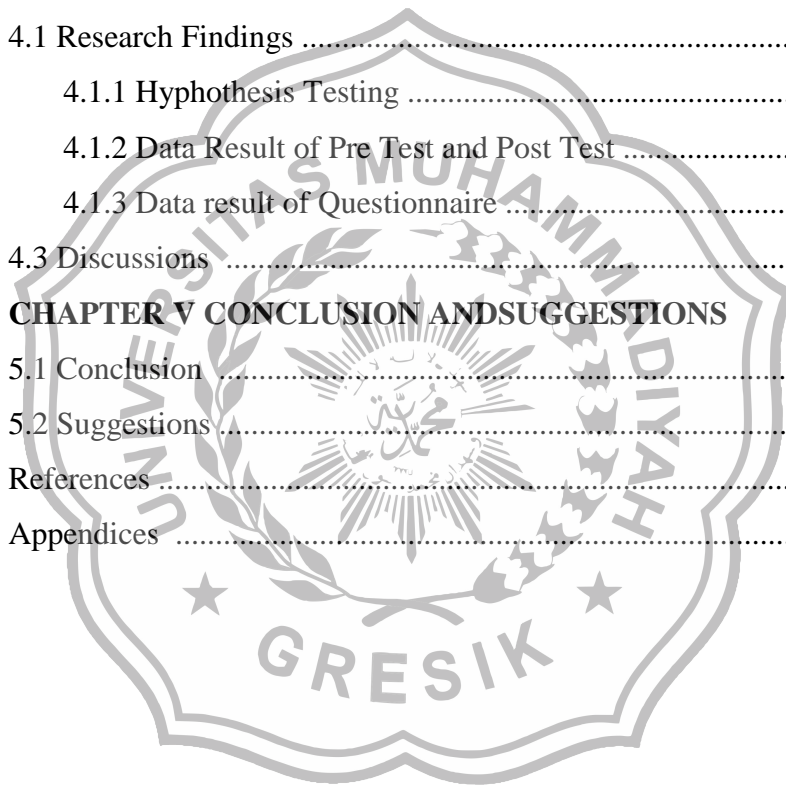 4.1 Research Findings ........................................................
4.1.1 Hyphothesis Testing ............................................
4.1.2 Data Result of Pre Test and Post Test ....................
4.1.3 Data result of Questionnaire .................................
4.3 Discussions ................................................................
CHAPTER V CONCLUSION ANDSUGGESTIONS
5.1 Conclusion ................................................................
5.2 Suggestions ................................................................
References ......................................................................
Appendices ....................................................................
UNIVERSITAS MUHAMMADIYAH
GRESIK